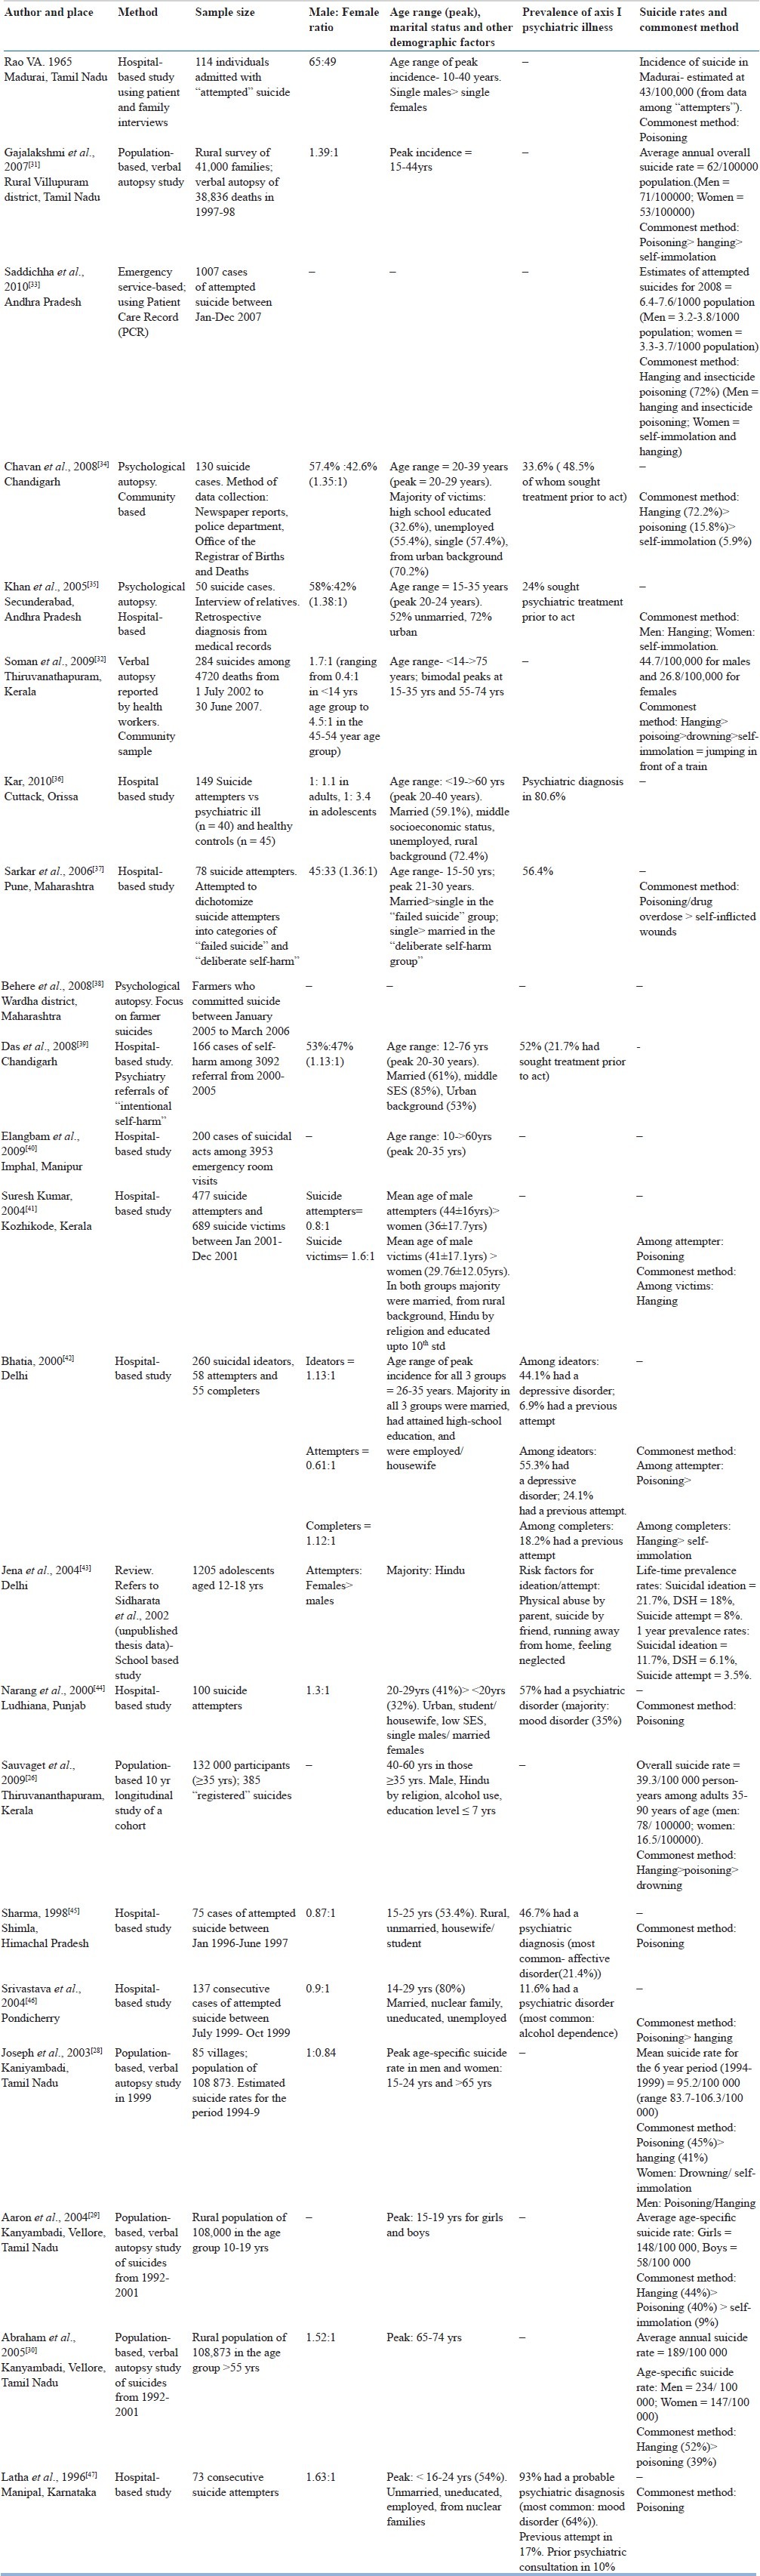 Author and place
Method
Sample size
Male: Female
ratio
Age range (peak),
marital status and other
demographic factors
Prevalence of axis I
psychiatric illness
Suicide rates and
commonest method
Rao VA. 1965
Madurai, Tamil Nadu
Hospital-
based study
using patient
and family
interviews
114 individuals
admitted with
“attempted” suicide
65:49
Age range of peak
incidence- 10-40 years.
Single males> single
females
–
Incidence of suicide in
Madurai- estimated at
43/100,000 (from data
among “attempters”).
Commonest method:
Poisoning
Gajalakshmi et al.,
2007[31]
Rural Villupuram
district, Tamil Nadu
Population-
based, verbal
autopsy study
Rural survey of
41,000 families;
verbal autopsy of
38,836 deaths in
1997-98
1.39:1
Peak incidence =
15-44yrs
–
Average annual overall
suicide rate = 62/100000
population.(Men =
71/100000; Women =
53/100000)
Commonest method:
Poisoning> hanging>
self-immolation
Saddichha et al.,
2010[33]
Andhra Pradesh
Emergency
service-based;
using Patient
Care Record
(PCR)
1007 cases
of attempted
suicide between
Jan-Dec 2007
–
–
–
Estimates of attempted
suicides for 2008 =
6.4-7.6/1000 population
(Men = 3.2-3.8/1000
population; women =
3.3-3.7/1000 population)
Commonest method:
Hanging and insecticide
poisoning (72%) (Men =
hanging and insecticide
poisoning; Women =
self-immolation and
hanging)
Chavan et al., 2008[34]
Chandigarh
Psychological
autopsy.
Community
based
130 suicide
cases. Method of
data collection:
Newspaper reports,
police department,
Office of the
Registrar of Births
and Deaths
57.4% :42.6%
(1.35:1)
Age range = 20-39 years
(peak = 20-29 years).
Majority of victims:
high school educated
(32.6%), unemployed
(55.4%), single (57.4%),
from urban background
(70.2%)
33.6% ( 48.5%
of whom sought
treatment prior to act)
–
Commonest method:
Hanging (72.2%)>
poisoning (15.8%)>
self-immolation (5.9%)
Khan et al., 2005[35]
Secunderabad,
Andhra Pradesh
Psychological
autopsy.
Hospital-
based
50 suicide cases.
Interview of relatives.
Retrospective
diagnosis from
medical records
58%:42%
(1.38:1)
Age range = 15-35 years
(peak 20-24 years).
52% unmarried, 72%
urban
24% sought
psychiatric treatment
prior to act
–
Commonest method:
Men: Hanging; Women:
self-immolation.
Soman et al., 2009[32]
Thiruvanathapuram,
Kerala
Verbal
autopsy
reported
by health
workers.
Community
sample
284 suicides among
4720 deaths from
1 July 2002 to
30 June 2007.
1.7:1 (ranging
from 0.4:1
in <14 yrs
age group to
4.5:1 in the
45-54 year age
group)
Age range- <14->75
years; bimodal peaks at
15-35 yrs and 55-74 yrs
–
44.7/100,000 for males
and 26.8/100,000 for
females
Commonest
method: Hanging>
poisoing>drowning>self-
immolation = jumping in
front of a train
Kar, 2010[36]
Cuttack, Orissa
Hospital
based study
149 Suicide
attempters vs
psychiatric ill
(n = 40) and healthy
controls (n = 45)
1: 1.1 in
adults, 1: 3.4
in adolescents
Age range: <19->60 yrs
(peak 20-40 years).
Married (59.1%), middle
socioeconomic status,
unemployed, rural
background (72.4%)
Psychiatric diagnosis
in 80.6%
–
Sarkar et al., 2006[37]
Pune, Maharashtra
Hospital-
based study
78 suicide attempters.
Attempted to
dichotomize
suicide attempters
into categories of
“failed suicide” and
“deliberate self-harm”
45:33 (1.36:1)
Age range- 15-50 yrs;
peak 21-30 years.
Married>single in the
“failed suicide” group;
single> married in the
“deliberate self-harm
group”
56.4%
–
Commonest method:
Poisoning/drug
overdose > self-inflicted
wounds
Behere et al., 2008[38]
Wardha district,
Maharashtra
Psychological
autopsy. Focus
on farmer
suicides
Farmers who
committed suicide
between January
2005 to March 2006
–
–
–
–
Das et al., 2008[39]
Chandigarh
Hospital-
based study.
Psychiatry
referrals of
“intentional
self-harm”
166 cases of self-
harm among 3092
referral from 2000-
2005
53%:47%
(1.13:1)
Age range: 12-76 yrs
(peak 20-30 years).
Married (61%), middle
SES (85%), Urban
background (53%)
52% (21.7% had
sought treatment prior
to act)
-
Elangbam et al.,
2009[40]
Imphal, Manipur
Hospital-
based study
200 cases of suicidal
acts among 3953
emergency room
visits
–
Age range: 10->60yrs
(peak 20-35 yrs)
–
–
Suresh Kumar,
2004[41]
Kozhikode, Kerala
Hospital-
based study
477 suicide
attempters and
689 suicide victims
between Jan 2001-
Dec 2001
Suicide
attempters=
0.8:1
Suicide
victims= 1.6:1
Mean age of male
attempters (44±16yrs)>
women (36±17.7yrs)
Mean age of male
victims (41±17.1yrs) >
women (29.76±12.05yrs).
In both groups majority
were married, from rural
background, Hindu by
religion and educated
upto 10th std
–
–
Among attempter:
Poisoning
Commonest method:
Among victims:
Hanging
Bhatia, 2000[42]
Delhi
Hospital-
based study
260 suicidal ideators,
58 attempters and
55 completers
Ideators =
1.13:1
Attempters =
0.61:1
Completers =
1.12:1
Age range of peak
incidence for all 3 groups
= 26-35 years. Majority in
all 3 groups were married,
had attained high-school
education, and
were employed/
housewife
Among ideators:
44.1% had a
depressive disorder;
6.9% had a previous
attempt
Among ideators:
55.3% had
a depressive
disorder; 24.1%
had a previous attempt.
Among completers:
18.2% had a previous
attempt
–
Commonest method:
Among attempter:
Poisoning>
Among completers:
Hanging> self-
immolation
Jena et al., 2004[43]
Delhi
Review.
Refers to
Sidharata
et al., 2002
(unpublished
thesis data)-
School based
study
1205 adolescents
aged 12-18 yrs
Attempters:
Females>
males
Majority: Hindu
Risk factors for
ideation/attempt:
Physical abuse by
parent, suicide by
friend, running away
from home, feeling
neglected
Life-time prevalence
rates: Suicidal ideation =
21.7%, DSH = 18%,
Suicide attempt = 8%.
1 year prevalence rates:
Suicidal ideation =
11.7%, DSH = 6.1%,
Suicide attempt = 3.5%.
Narang et al., 2000[44]
Ludhiana, Punjab
Hospital-
based study
100 suicide
attempters
1.3:1
20-29yrs (41%)> <20yrs
(32%). Urban, student/
housewife, low SES,
single males/ married
females
57% had a psychiatric
disorder (majority:
mood disorder (35%)
–
Commonest method:
Poisoning
Sauvaget et al.,
2009[26]
Thiruvananthapuram,
Kerala
Population-
based 10 yr
longitudinal
study of a
cohort
132 000 participants
(≥35 yrs); 385
“registered” suicides
–
40-60 yrs in those
≥35 yrs. Male, Hindu
by religion, alcohol use,
education level ≤ 7 yrs
–
Overall suicide rate =
39.3/100 000 person-
years among adults 35-
90 years of age (men:
78/ 100000; women:
16.5/100000).
Commonest method:
Hanging>poisoning>
drowning
Sharma, 1998[45]
Shimla,
Himachal Pradesh
Hospital-
based study
75 cases of attempted
suicide between
Jan 1996-June 1997
0.87:1
15-25 yrs (53.4%). Rural,
unmarried, housewife/
student
46.7% had a
psychiatric
diagnosis (most
common- affective
disorder(21.4%))
–
Commonest method:
Poisoning
Srivastava et al.,
2004[46]
Pondicherry
Hospital-
based study
137 consecutive
cases of attempted
suicide between
July 1999- Oct 1999
0.9:1
14-29 yrs (80%)
Married, nuclear family,
uneducated, unemployed
11.6% had a
psychiatric disorder
(most common:
alcohol dependence)
–
Commonest method:
Poisoning> hanging
Joseph et al., 2003[28]
Kaniyambadi,
Tamil Nadu
Population-
based, verbal
autopsy study
in 1999
85 villages;
population of
108 873. Estimated
suicide rates for the
period 1994-9
1:0.84
Peak age-specific suicide
rate in men and women:
15-24 yrs and >65 yrs
–
Mean suicide rate for
the 6 year period (1994-
1999) = 95.2/100 000
(range 83.7-106.3/100
000)
Commonest method:
Poisoning (45%)>
hanging (41%)
Women: Drowning/ self-
immolation
Men: Poisoning/Hanging
Aaron et al., 2004[29]
Kanyambadi, Vellore,
Tamil Nadu
Population-
based, verbal
autopsy study
of suicides
from 1992-
2001
Rural population of
108,000 in the age
group 10-19 yrs
–
Peak: 15-19 yrs for girls
and boys
–
Average age-specific
suicide rate: Girls =
148/100 000, Boys =
58/100 000
Commonest method:
Hanging (44%)>
Poisoning (40%) > self-
immolation (9%)
Abraham et al.,
2005[30]
Kanyambadi, Vellore,
Tamil Nadu
Population-
based, verbal
autopsy study
of suicides
from 1992-
2001
Rural population of
108,873 in the age
group >55 yrs
1.52:1
Peak: 65-74 yrs
–
Average annual suicide
rate = 189/100 000
Age-specific suicide
rate: Men = 234/ 100
000; Women = 147/100
000)
Commonest method:
Hanging (52%)>
poisoning (39%)
Latha et al., 1996[47]
Manipal, Karnataka
Hospital-
based study
73 consecutive
suicide attempters
1.63:1
Peak: < 16-24 yrs (54%).
Unmarried, uneducated,
employed, from nuclear
families
93% had a probable
psychiatric disagnosis
(most common: mood
disorder (64%)).
Previous attempt in
17%. Prior psychiatric
consultation in 10%
–
Commonest method:
Poisoning